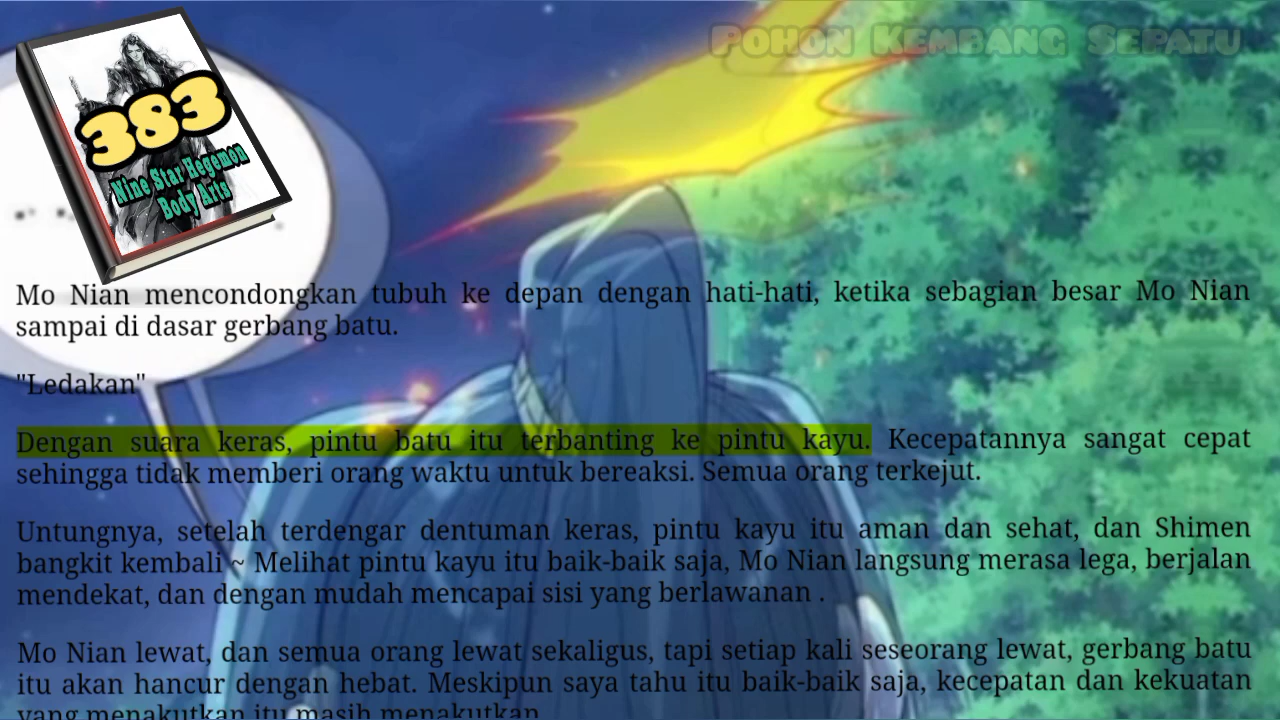 Pohon Kembang Sepatu
383
Nine Star Hegemon
Body Arts
Mo Nian mencondongkan tubuh ke depan dengan hati-hati, ketika sebagian besar Mo Nian
sampai di dasar gerbang batu.
"Ledakan"
Dengan suara keras, pintu batu itu terbanting ke pintu kayu. Kecepatannya sangat cepat
sehingga tidak memberi orang waktu untuk bereaksi. Semua orang terkejut.
Untungnya, setelah terdengar dentuman keras, pintu kayu itu aman dan sehat, dan Shimen
bangkit kembali ~ Melihat pintu kayu itu baik-baik saja, Mo Nian langsung merasa lega, berjalan
mendekat, dan dengan mudah mencapai sisi yang berlawanan .
Mo Nian lewat, dan semua orang lewat sekaligus, tapi setiap kali seseorang lewat, gerbang batu
itu akan hancur dengan hebat. Meskipun saya tahu itu baik-baik saja, kecepatan dan kekuatan
yang menakutkan itu masih menakutkan.